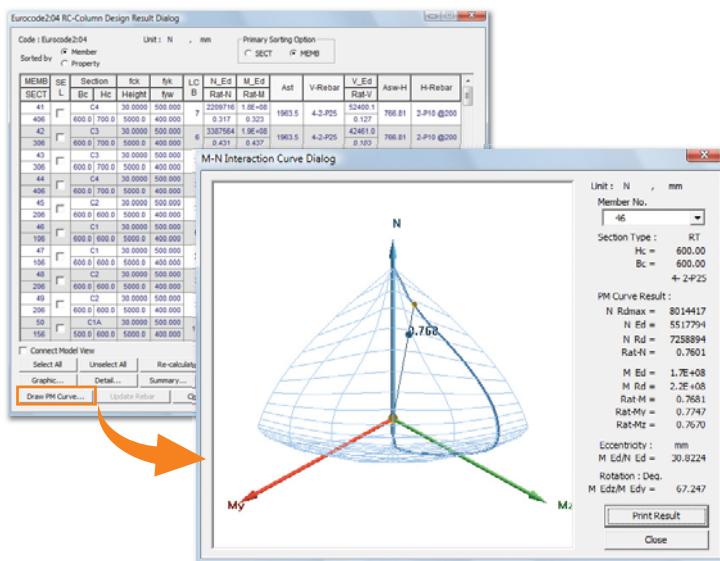 Eurocode2:04 RC-Column Design Result Dialog
Code : Eurocode2:04 Unit : N , mm Primary Sorting Option
Sorted by Member SECT MEMB
Property
MEMB SE Section fck fyk LC N_Ed M_Ed Ast V-Rebar V_Ed Asw-H H-Rebar
SECT L Bc Hc Height fyw B Rat-N Rat-M Rat-V
41 C4 30.0000 500.000 7 2209716 1.8E+08 1963.5 4-2-P25 52400.1 766.81 2-P10 @200
406 600.0 700.0 5000.0 400.000 0.317 0.323 0.127
42 C3 30.0000 500.000 6 3387564 1.9E+08 1963.5 4-2-P25 42461.0 766.81 2-P10 @200
306 600.0 700.0 5000.0 400.000 0.431 0.437 0.103
43 C3 30.0000 500.000
306 600.0 700.0 5000.0 400.000
44 C4 30.0000 500.000
406 600.0 700.0 5000.0 400.000
45 C2 30.0000 500.000
206 600.0 600.0 5000.0 400.000
46 C1 30.0000 500.000
106 600.0 600.0 5000.0 400.000
47 C1 30.0000 500.000
106 600.0 600.0 5000.0 400.000
48 C2 30.0000 500.000
206 600.0 600.0 5000.0 400.000
49 C2 30.0000 500.000
206 600.0 600.0 5000.0 400.000
50 C1A 30.0000 500.000
156 500.0 600.0 5000.0 400.000
Connect Model View
Select All Unselect All Re-calculat
Graphic... Detail... Summary...
Draw PM Curve... Update Rebar
M-N Interaction Curve Dialog
N
0.768
My
Mz
Unit : N , mm
Member No.
46
Section Type : RT
Hc = 600.00
Bc = 600.00
4- 2-P25
PM Curve Result :
N Rdmax = 8014417
N Ed = 5517794
N Rd = 7258894
Rat-N = 0.7601
M Ed = 1.7E+08
M Rd = 2.2E+08
Rat-M = 0.7681
Rat-My = 0.7747
Rat-Mz = 0.7670
Eccentricity : mm
M Ed/N Ed = 30.8224
Rotation : Deg.
M Edz/M Edy = 67.247
Print Result
Close